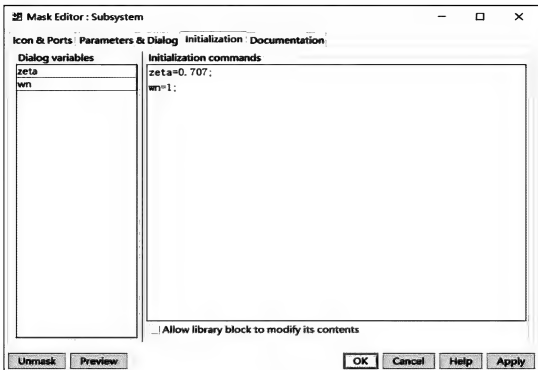 Mask Editor : Subsystem
Icon & Ports Parameters & Dialog Initialization Documentation
Dialog variables
Initialization commands
zeta
wn
zeta=0.707;
wn=1;
Allow library block to modify its contents
Unmask Preview OK Cancel Help Apply